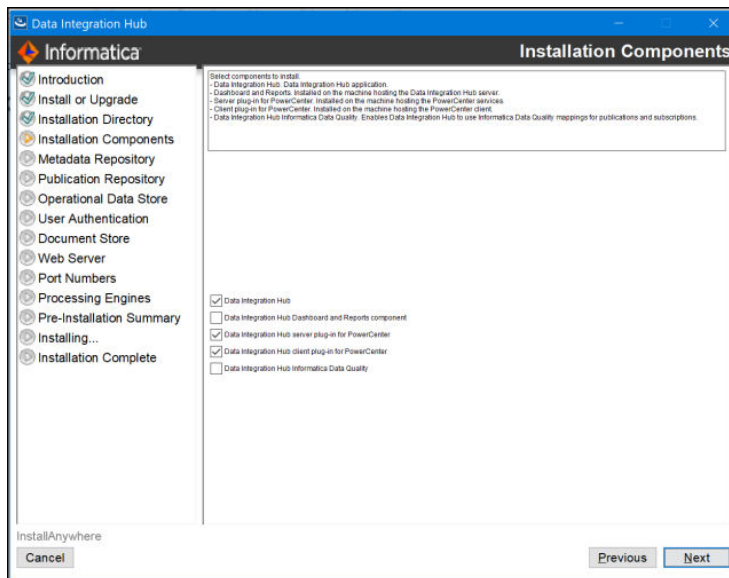 Data Integration Hub
Informatica
Installation Components
Introduction
Install or Upgrade
Installation Directory
Installation Components
Metadata Repository
Publication Repository
Operational Data Store
User Authentication
Document Store
Web Server
Port Numbers
Processing Engines
Pre-Installation Summary
Installing...
Installation Complete
Select components to install.
- Data Integration Hub. Data Integration Hub application.
- Dashboard and Reports. Installed on the machine hosting the Data Integration Hub server.
- Server plug-in for PowerCenter. Installed on the machine hosting the PowerCenter services.
- Client plug-in for PowerCenter. Installed on the machine hosting the PowerCenter client.
- Data Integration Hub Informatica Data Quality. Enables Data Integration Hub to use Informatica Data Quality mappings for publications and subscriptions.
Data Integration Hub
Data Integration Hub Dashboard and Reports component
Data Integration Hub server plug-in for PowerCenter
Data Integration Hub client plug-in for PowerCenter
Data Integration Hub Informatica Data Quality
InstallAnywhere
Cancel
Previous
Next